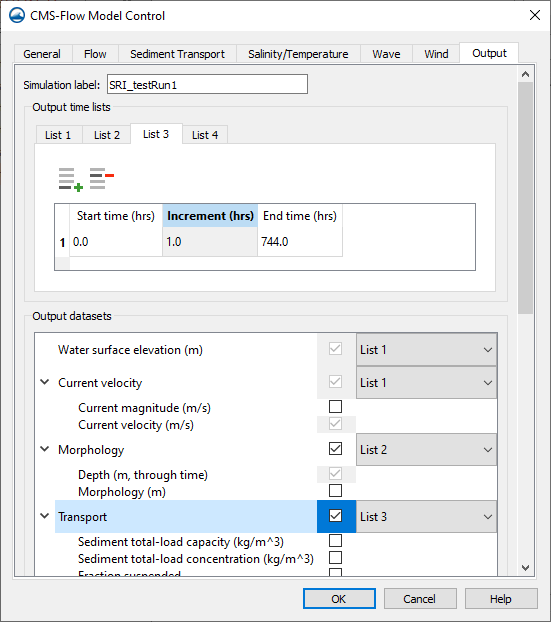 CMS-Flow Model Control
General Flow Sediment Transport Salinity/Temperature Wave Wind Output
Simulation label: SRI_testRun1
Output time lists
List 1 List 2 List 3 List 4
Start time (hrs) Increment (hrs) End time (hrs)
1 0.0 1.0 744.0
Output datasets
Water surface elevation (m) List 1
Current velocity List 1
Current magnitude (m/s)
Current velocity (m/s)
Morphology List 2
Depth (m, through time)
Morphology (m)
Transport List 3
Sediment total-load capacity (kg/m^3)
Sediment total-load concentration (kg/m^3)
Fraction suspended
OK Cancel Help